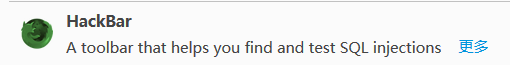 HackBar
A toolbar that helps you find and test SQL injections 更多